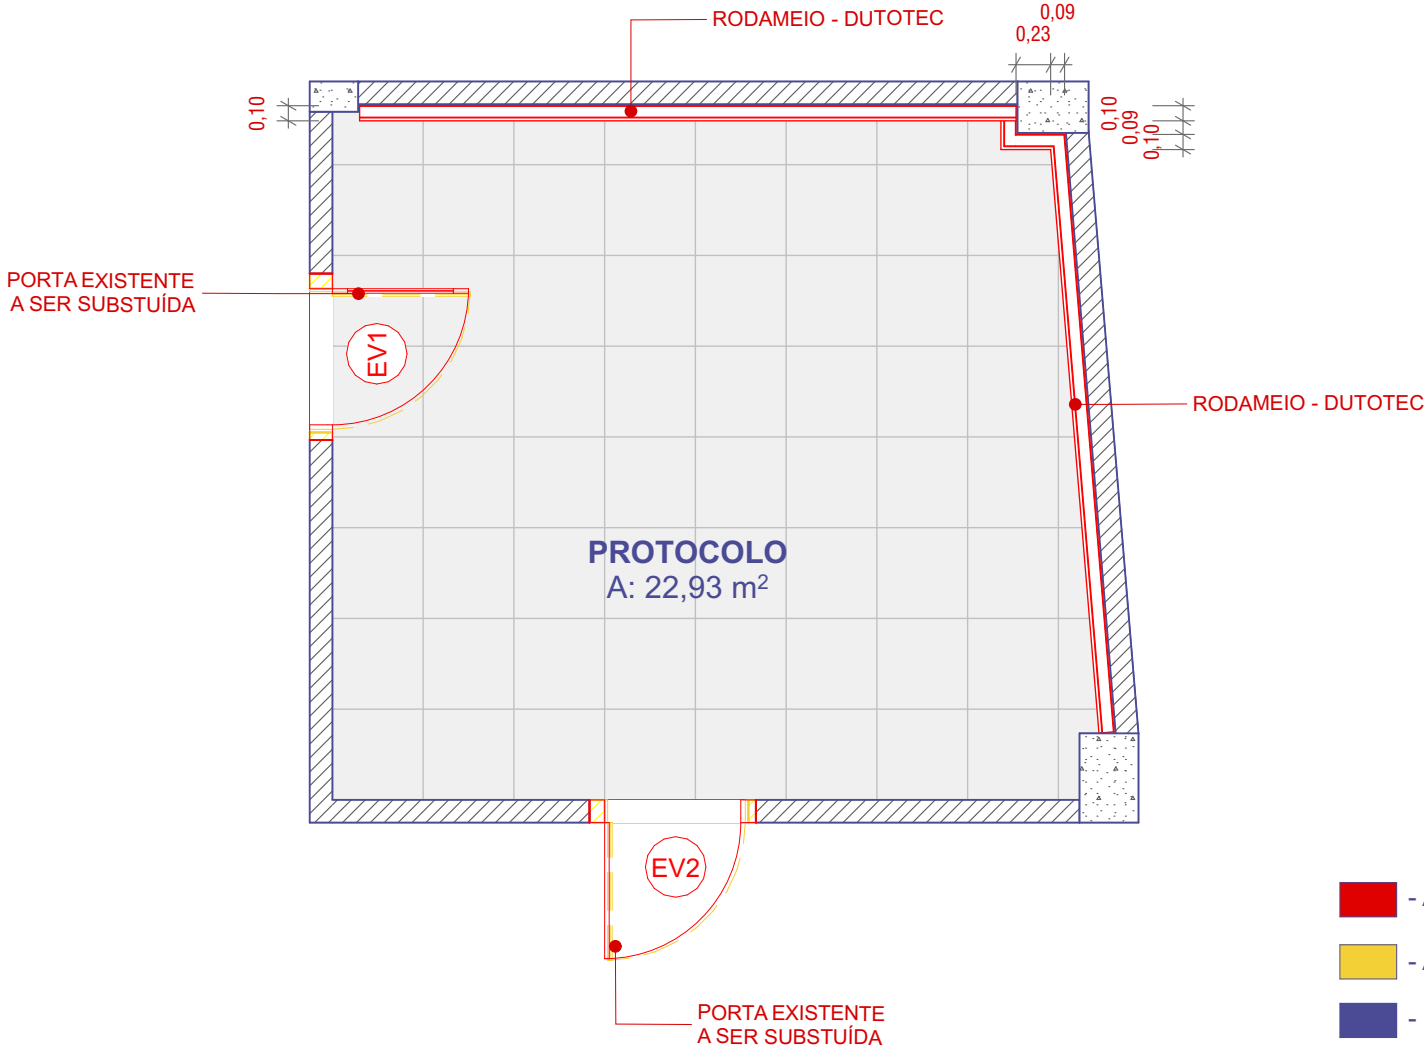 RODAMEIO - DUTOTEC
0,09
0,23
0,10
0,10
0,09
0,10
PORTA EXISTENTE
A SER SUBSTUÍDA
EV1
RODAMEIO - DUTOTEC
PROTOCOLO
A: 22,93 m²
EV2
PORTA EXISTENTE
A SER SUBSTUÍDA